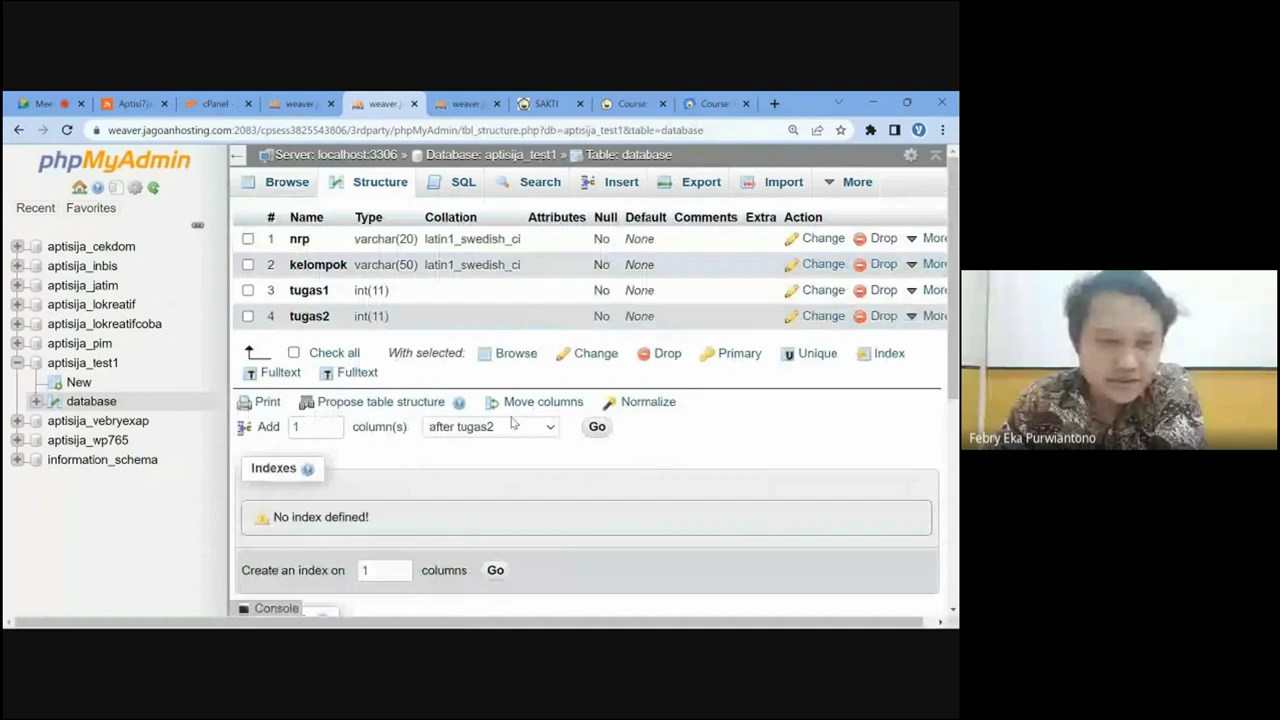 Mee
Aptisi7ja
cPanel -
weaver.j
weaver.j
weaver.j
SAKTI
Course:
Course:
weaver.jagoanhosting.com:2083/cpsess3825543806/3rdparty/phpMyAdmin/tbl_structure.php?db=aptisija_test1&table=database
phpMyAdmin
Recent Favorites
aptisija_cekdom
aptisija_inbis
aptisija_jatim
aptisija_lokreatif
aptisija_lokreatifcoba
aptisija_pim
aptisija_test1
New
database
aptisija_vebryexap
aptisija_wp765
information_schema
Server: localhost:3306 » Database: aptisija_test1 » Table: database
Browse Structure SQL Search Insert Export Import More
# Name Type Collation Attributes Null Default Comments Extra Action
1 nrp varchar(20) latin1_swedish_ci No None Change Drop More
2 kelompok varchar(50) latin1_swedish_ci No None Change Drop More
3 tugas1 int(11) No None Change Drop More
4 tugas2 int(11) No None Change Drop More
Check all With selected: Browse Change Drop Primary Unique Index
Fulltext Fulltext
Print Propose table structure Move columns Normalize
Add 1 column(s) after tugas2 Go
Indexes
No index defined!
Create an index on 1 columns Go
Console
Febry Eka Purwiantono